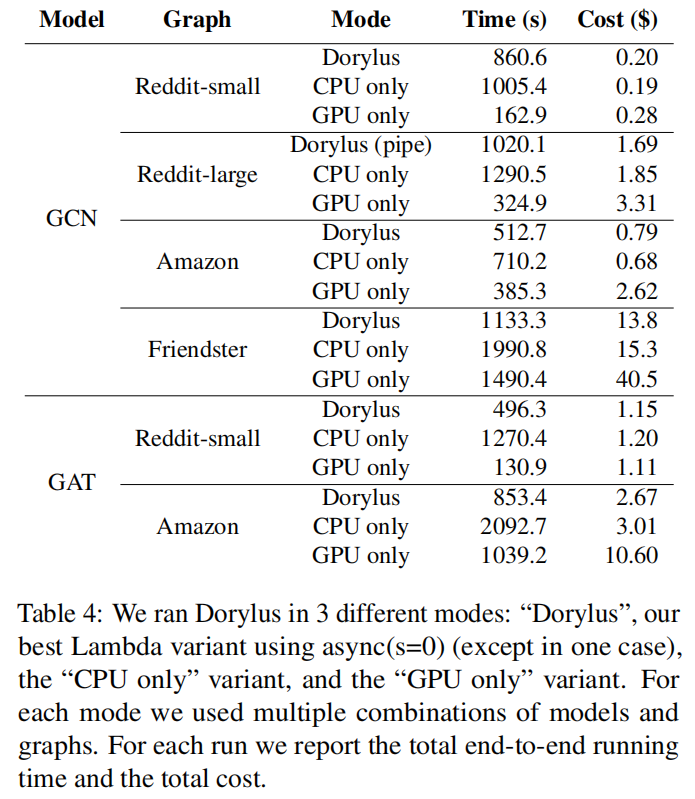 Model Graph Mode Time (s) Cost ($)
Dorylus 860.6 0.20
Reddit-small CPU only 1005.4 0.19
GPU only 162.9 0.28
Dorylus (pipe) 1020.1 1.69
Reddit-large CPU only 1290.5 1.85
GPU only 324.9 3.31
GCN
Dorylus 512.7 0.79
Amazon CPU only 710.2 0.68
GPU only 385.3 2.62
Dorylus 1133.3 13.8
Friendster CPU only 1990.8 15.3
GPU only 1490.4 40.5
Dorylus 496.3 1.15
Reddit-small CPU only 1270.4 1.20
GPU only 130.9 1.11
GAT
Dorylus 853.4 2.67
Amazon CPU only 2092.7 3.01
GPU only 1039.2 10.60
Table 4: We ran Dorylus in 3 different modes: “Dorylus”, our
best Lambda variant using async(s=0) (except in one case),
the “CPU only” variant, and the “GPU only” variant. For
each mode we used multiple combinations of models and
graphs. For each run we report the total end-to-end running
time and the total cost.